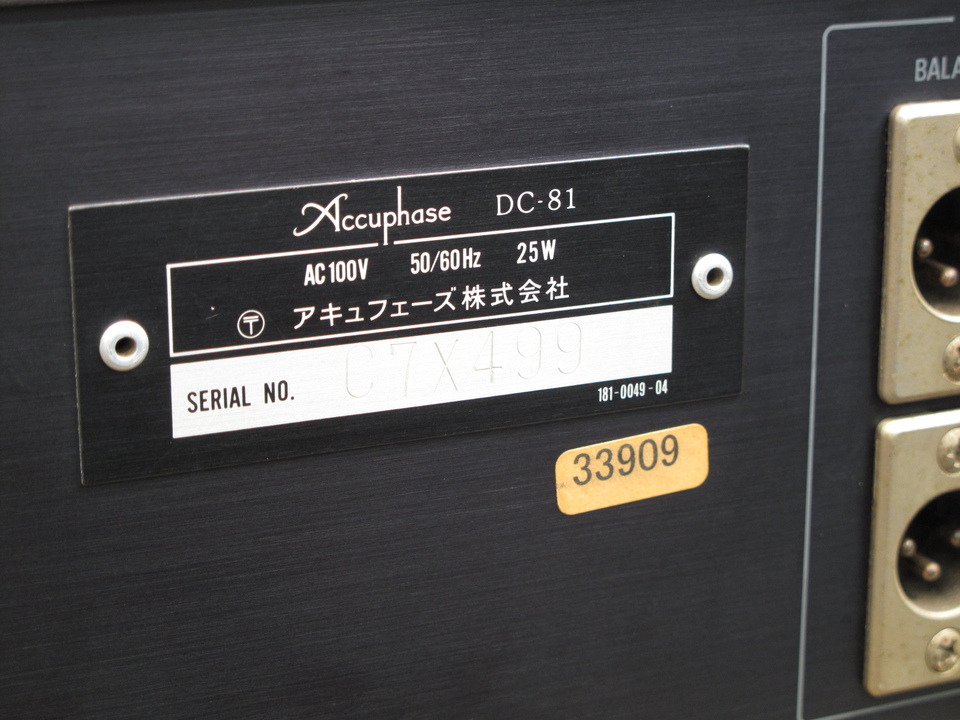 Accuphase DC-81
AC100V 50/60Hz 25W
〒 アキュフェーズ株式会社
SERIAL NO. C7X499
181-0049-04
33909